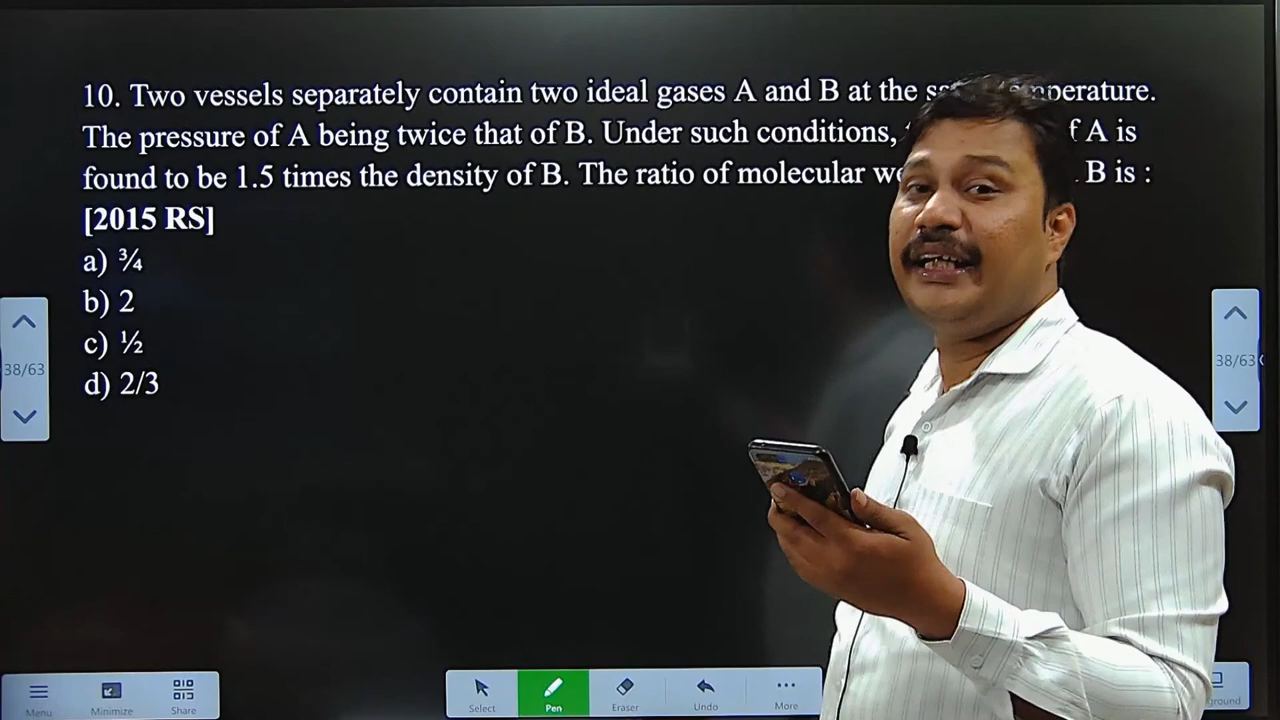 10. Two vessels separately contain two ideal gases A and B at the
The pressure of A being twice that of B. Under such conditions, f A is
found to be 1.5 times the density of B. The ratio of molecular B is :
[2015 RS]
a) ¾
b) 2
c) ½
d) 2/3
38/63
38/63
Menu
Minimize
Share
Select
Pen
Eraser
Undo
More